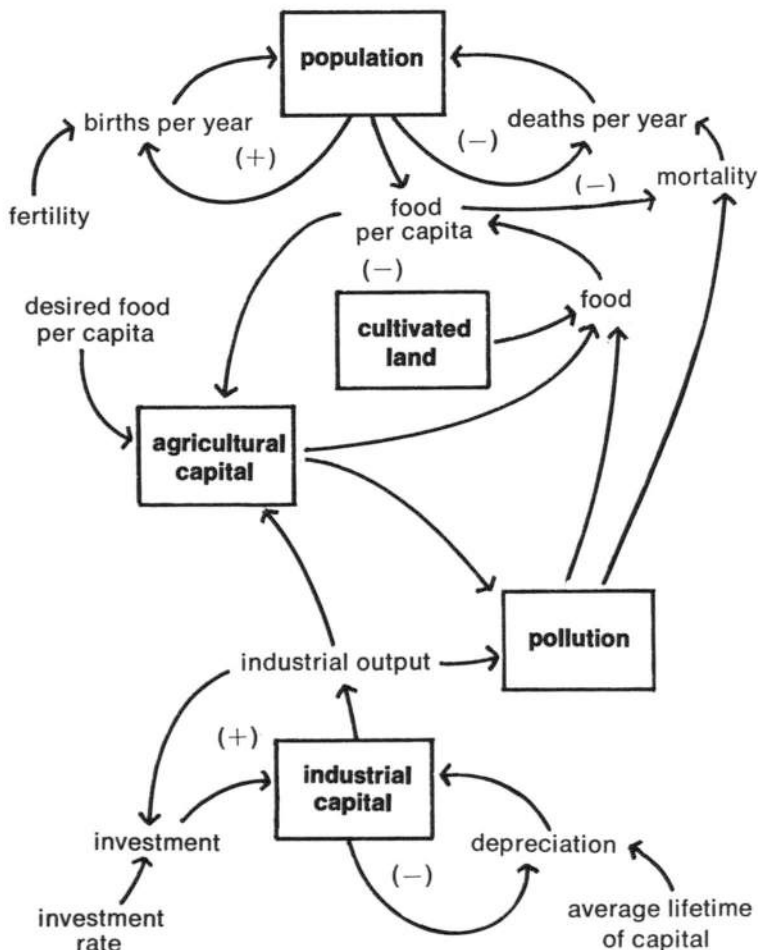 population
births per year
deaths per year
(+)
(−)
(−)
mortality
fertility
food
per capita
(−)
food
desired food
per capita
cultivated
land
agricultural
capital
pollution
industrial output
(+)
industrial
capital
investment
depreciation
(−)
investment
rate
average lifetime
of capital